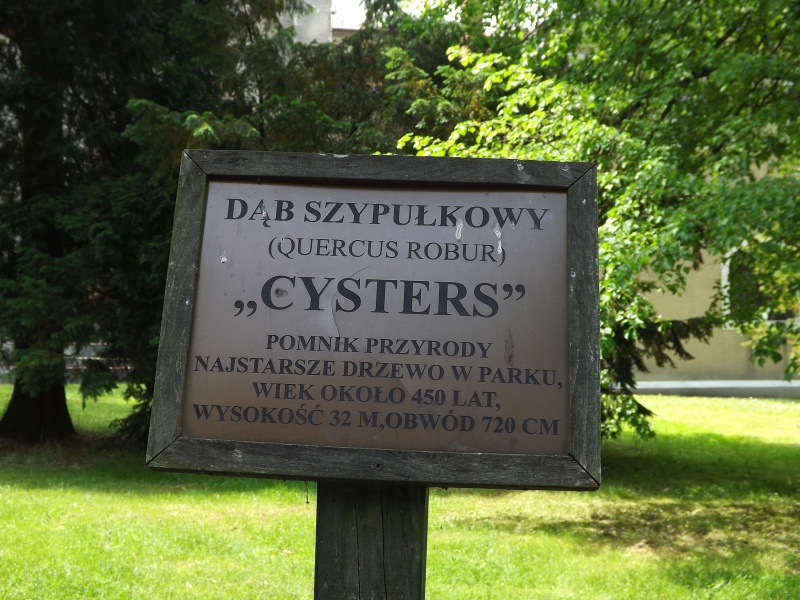 DĄB SZYPUŁKOWY
(QUERCUS ROBUR)
„CYSTERS”
POMNIK PRZYRODY
NAJSTARSZE DRZEWO W PARKU,
WIEK OKOŁO 450 LAT,
WYSOKOŚĆ 32 M,OBWÓD 720 CM